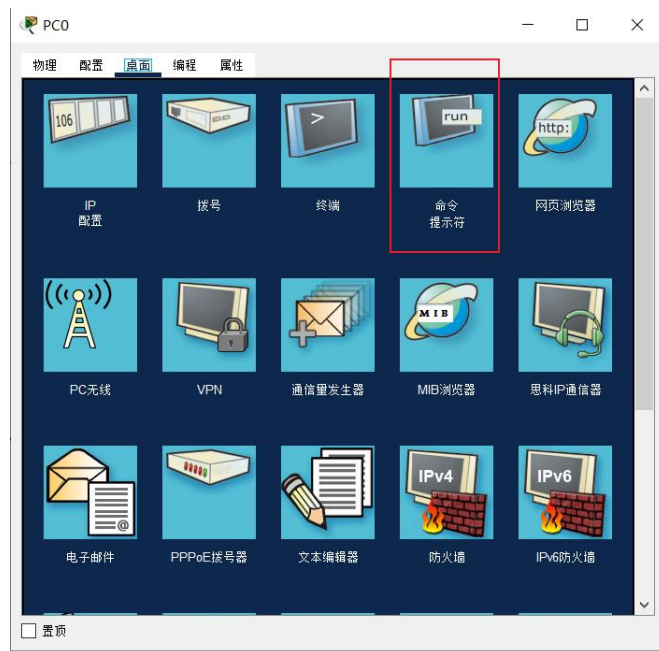 PC0
物理 配置 桌面 编程 属性
106
>
run
http:
IP
配置
拨号
终端
命令
提示符
网页浏览器
MIB
PC无线
VPN
通信量发生器
MIB浏览器
思科IP通信器
@
IPv4
IPv6
电子邮件
PPPoE拨号器
文本编辑器
防火墙
IPv6防火墙
置顶